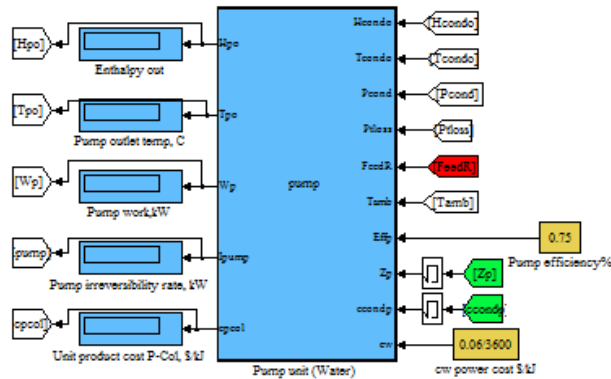 [Hpo]
Enthalpy out
Hpo
[Tpo]
Pump outlet temp, C
Tpo
[Wp]
Pump work,kW
Wp
[pump]
Pump irreversibility rate, kW
Ipump
cpcol]
Unit product cost P-Col, $/kJ
cpcol
pump
Pump unit (Water)
Hcondo
[Hcondo]
Tcondo
[Tcondo]
Pcond
[Pcond]
Ptloss
[Ptloss]
FeedR
[FeedR]
Tamb
[Tamb]
Effp
0.75
Pump efficiency%
Zp
[Zp]
ccondp
ccondp]
cw
0.06/3600
cw power cost $/kJ